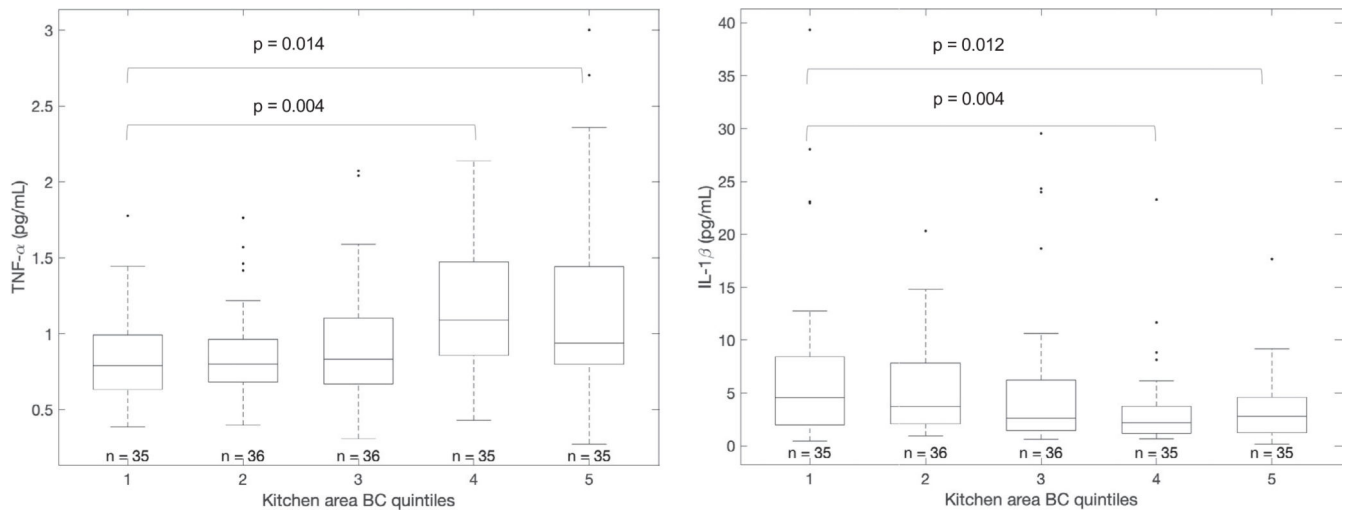 p = 0.014
p = 0.004
TNF-α (pg/mL)
3
2.5
2
1.5
1
0.5
n = 35
n = 36
n = 36
n = 35
n = 35
1
2
3
4
5
Kitchen area BC quintiles
p = 0.012
p = 0.004
IL-1β (pg/mL)
40
35
30
25
20
15
10
5
0
n = 35
n = 36
n = 36
n = 35
n = 35
1
2
3
4
5
Kitchen area BC quintiles